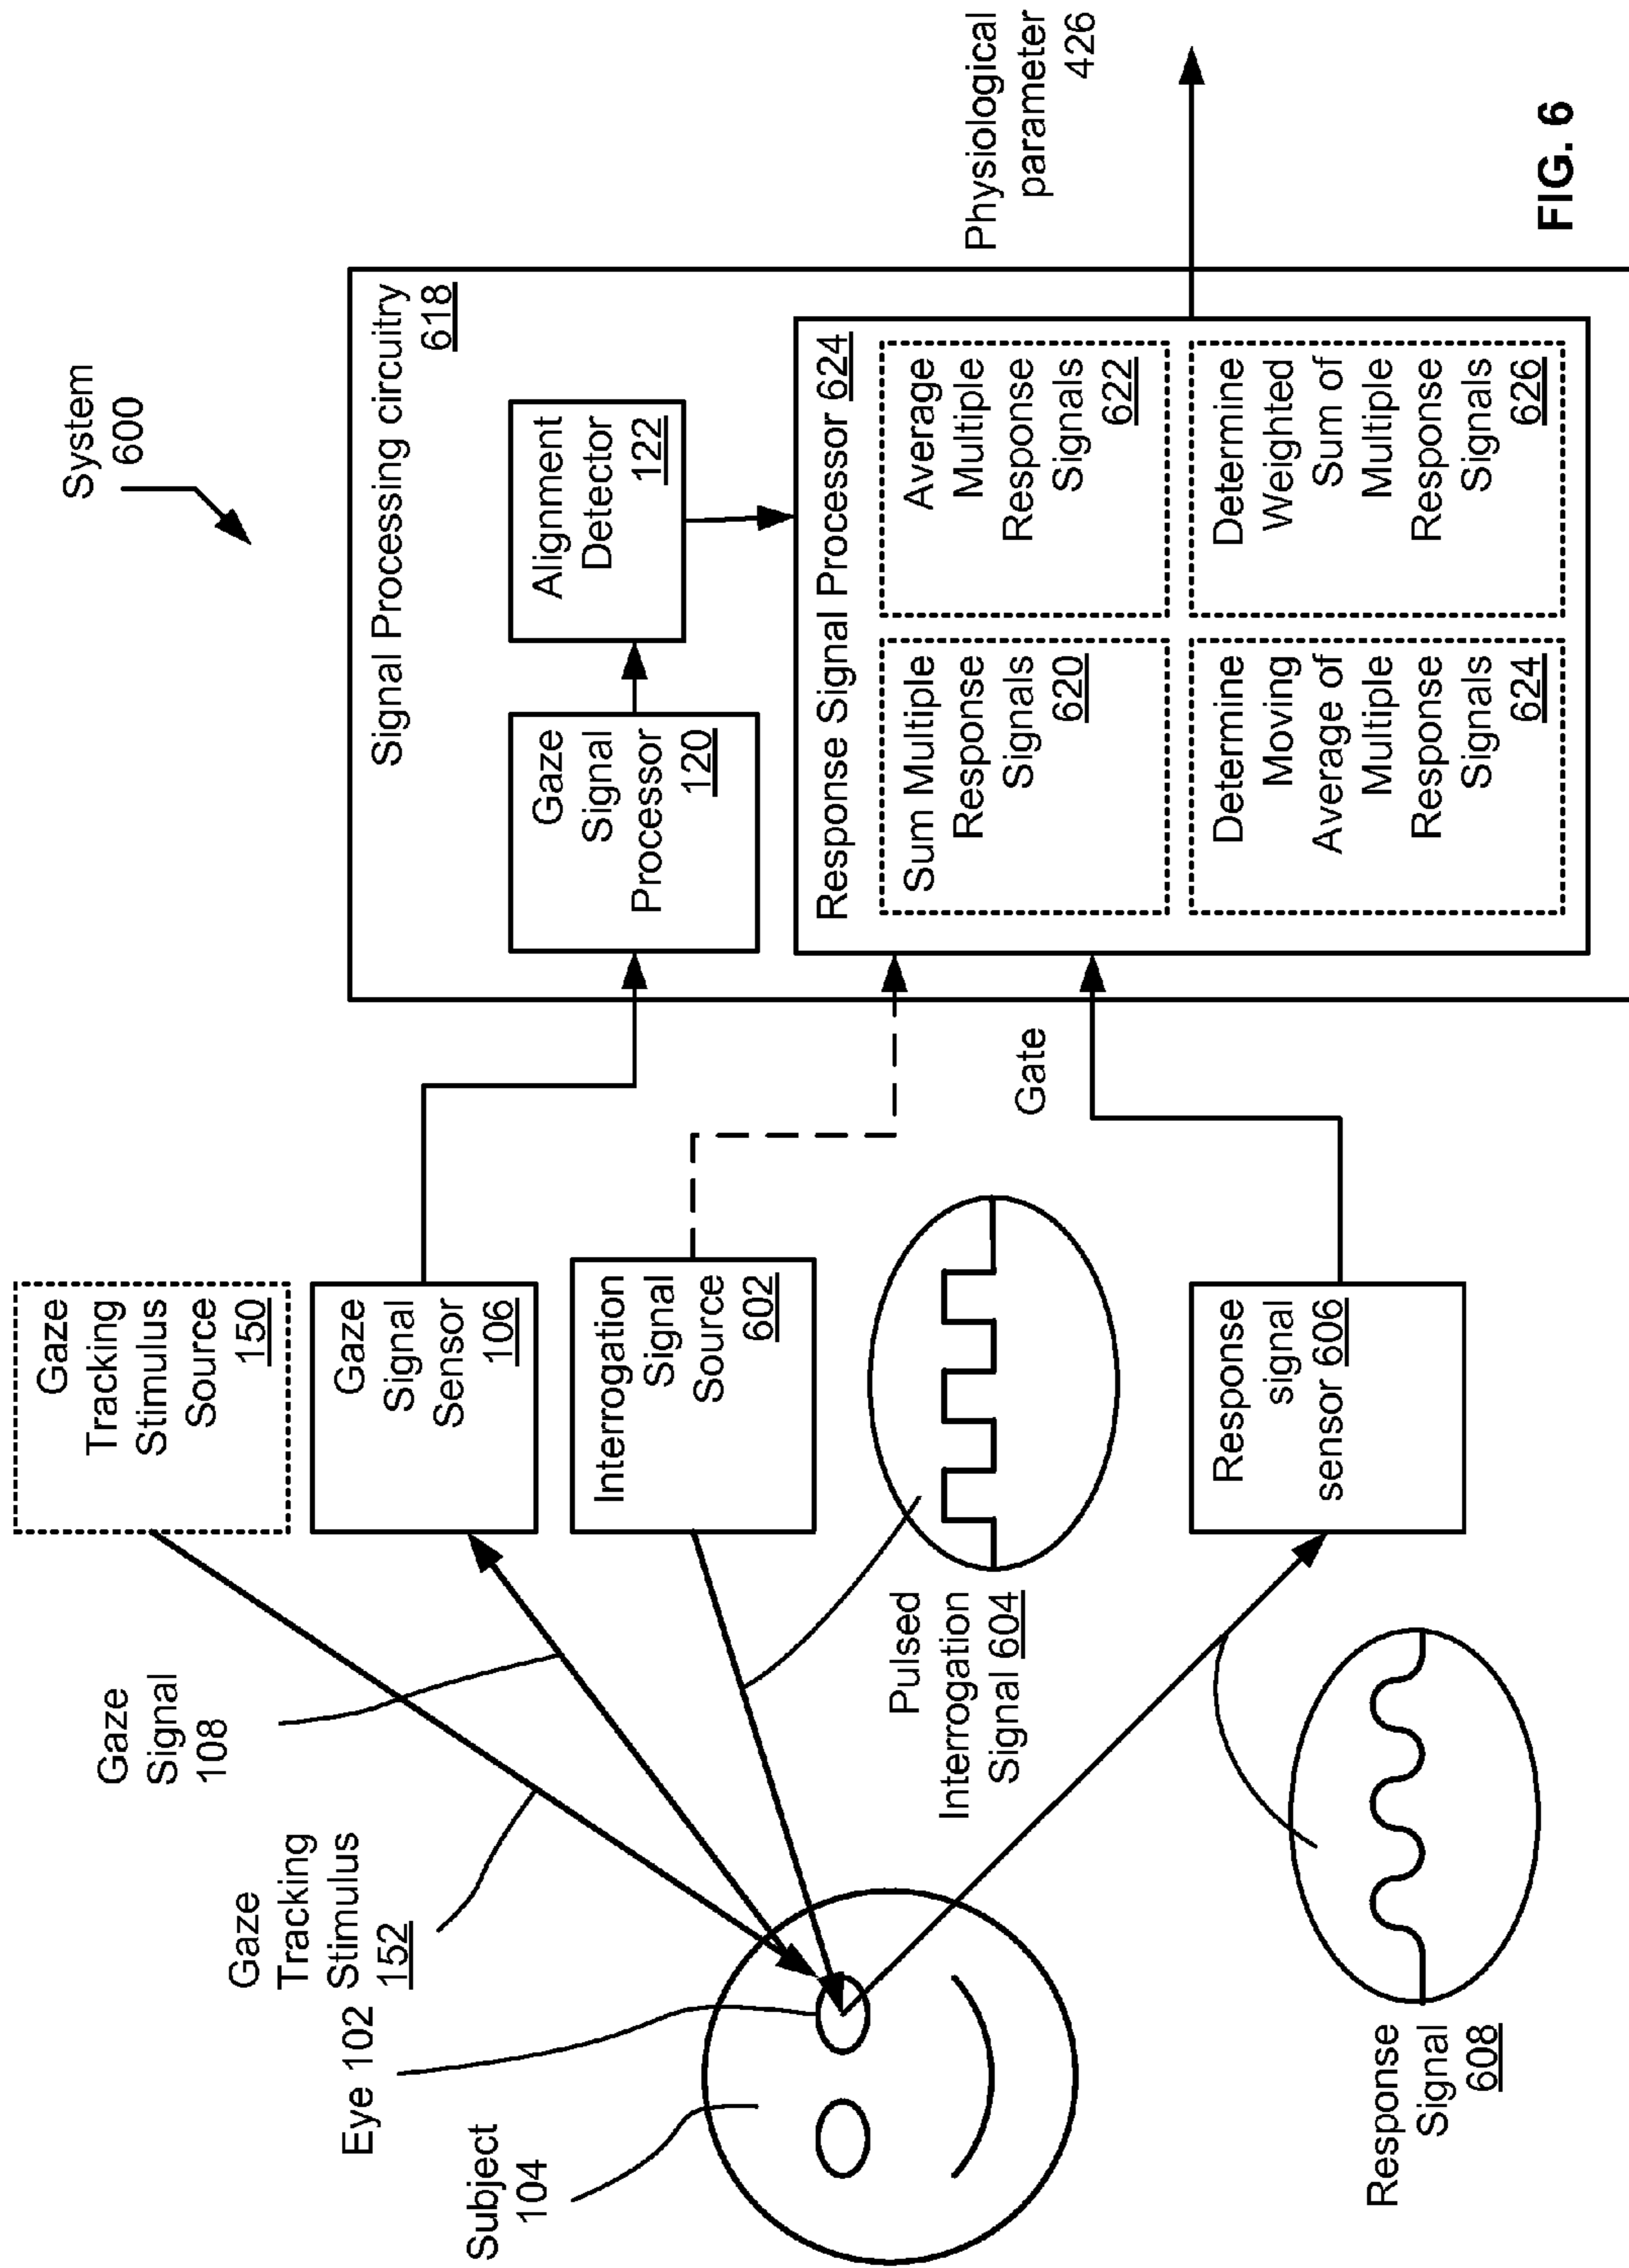 System
600
Gaze
Tracking
Stimulus
Source
150
Gaze
Signal
Sensor
106
Interrogation
Signal
Source
602
Gaze
Signal
108
Gaze
Tracking
Stimulus
152
Eye 102
Subject
104
Pulsed
Interrogation
Signal 604
Response
signal
sensor 606
Response
Signal
608
Gate
Signal Processing circuitry
618
Gaze
Signal
Processor
120
Alignment
Detector
122
Response Signal Processor 624
Sum Multiple
Response
Signals
620
Average
Multiple
Response
Signals
622
Determine
Moving
Average of
Multiple
Response
Signals
624
Determine
Weighted
Sum of
Multiple
Response
Signals
626
Physiological
parameter
426
FIG. 6